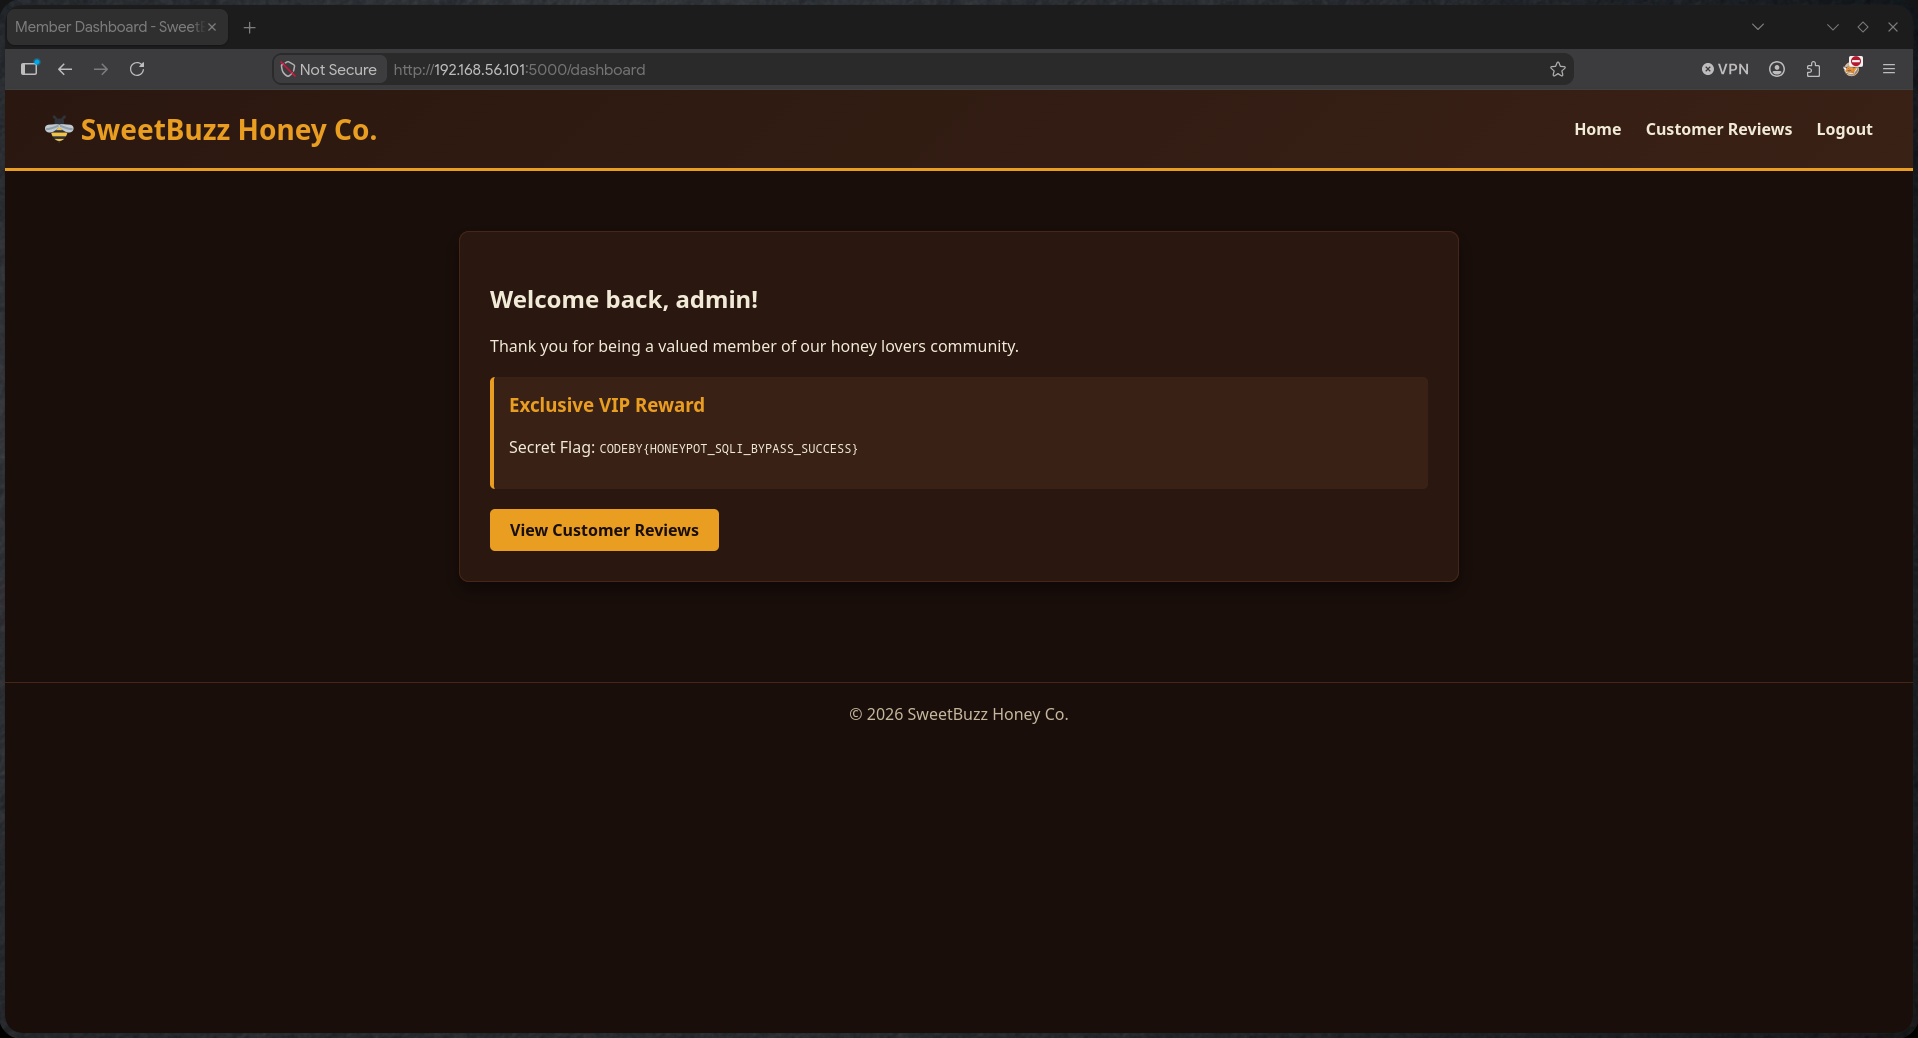 Member Dashboard - Sweet
Not Secure http://192.168.56.101:5000/dashboard VPN
SweetBuzz Honey Co.
Home Customer Reviews Logout
Welcome back, admin!
Thank you for being a valued member of our honey lovers community.
Exclusive VIP Reward
Secret Flag: CODEBY{HONEYPOT_SQLI_BYPASS_SUCCESS}
View Customer Reviews
© 2026 SweetBuzz Honey Co.